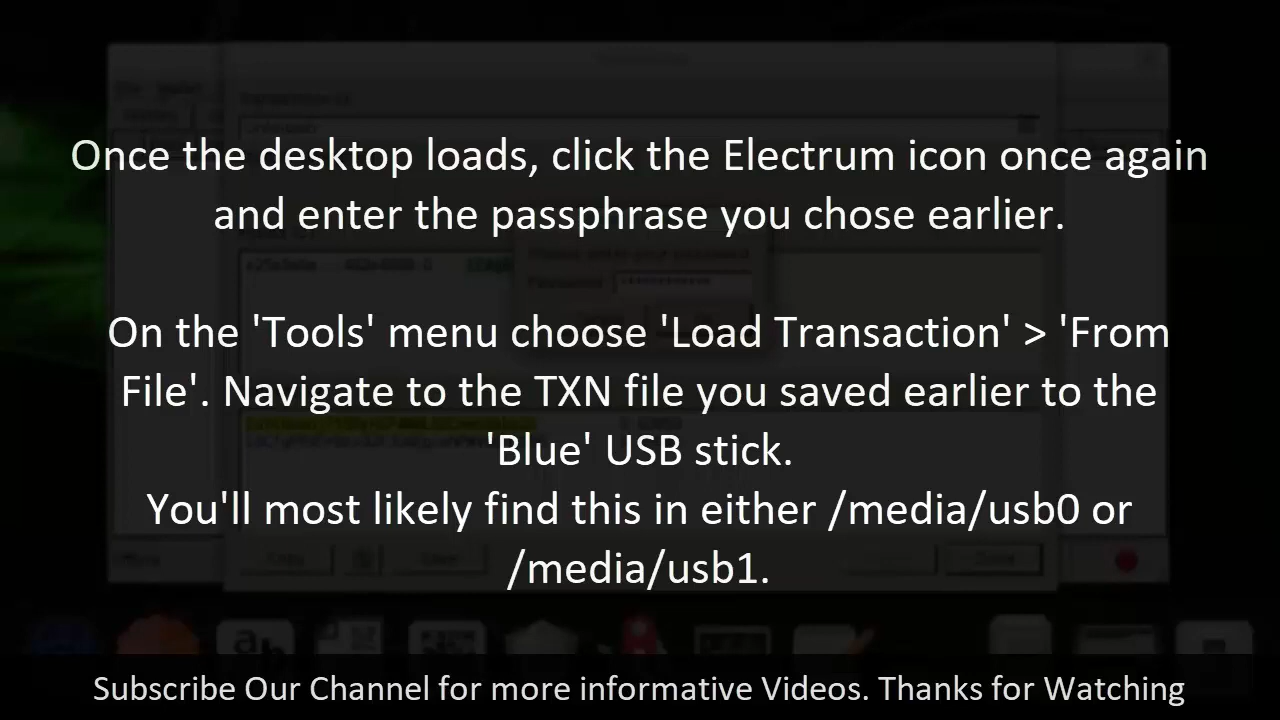 Once the desktop loads, click the Electrum icon once again
and enter the passphrase you chose earlier.
On the 'Tools' menu choose 'Load Transaction' > 'From
File'. Navigate to the TXN file you saved earlier to the
'Blue' USB stick.
You'll most likely find this in either /media/usb0 or
/media/usb1.
Subscribe Our Channel for more informative Videos. Thanks for Watching